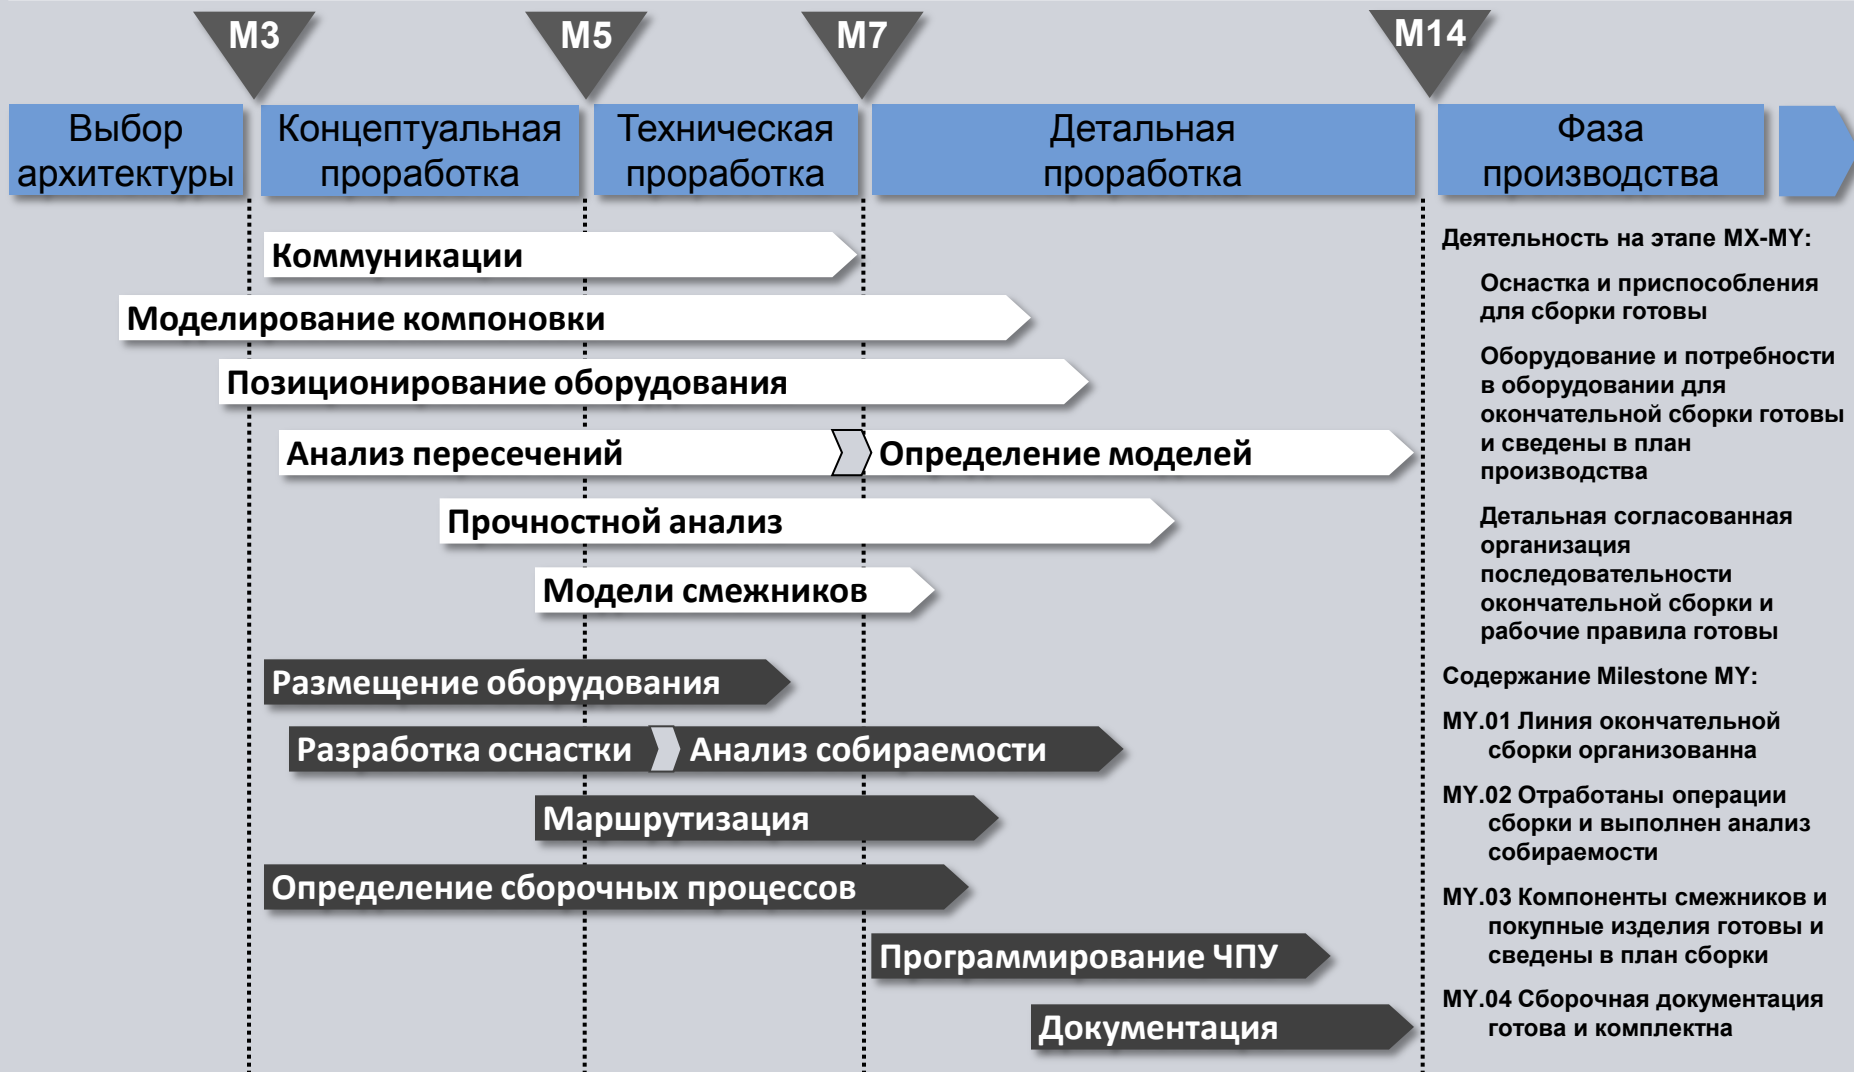 М3
М5
М7
М14
Выбор
архитектуры
Концептуальная
проработка
Техническая
проработка
Детальная
проработка
Фаза
производства
Коммуникации
Моделирование компоновки
Позиционирование оборудования
Анализ пересечений
Определение моделей
Прочностной анализ
Модели смежников
Размещение оборудования
Разработка оснастки
Анализ собираемости
Маршрутизация
Определение сборочных процессов
Программирование ЧПУ
Документация
Деятельность на этапе MX-MY:
Оснастка и приспособления
для сборки готовы
Оборудование и потребности
в оборудовании для
окончательной сборки готовы
и сведены в план
производства
Детальная согласованная
организация
последовательности
окончательной сборки и
рабочие правила готовы
Содержание Milestone MY:
MY.01 Линия окончательной
сборки организованна
MY.02 Отработаны операции
сборки и выполнен анализ
собираемости
MY.03 Компоненты смежников и
покупные изделия готовы и
сведены в план сборки
MY.04 Сборочная документация
готова и комплектна